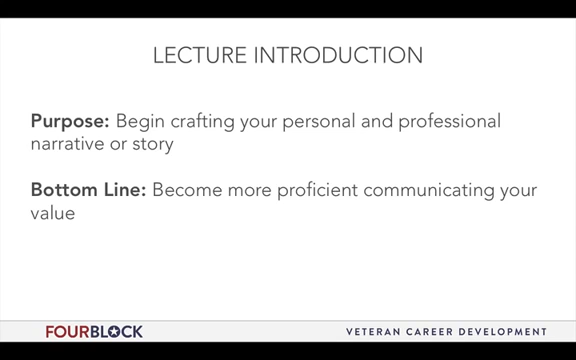 LECTURE INTRODUCTION
Purpose: Begin crafting your personal and professional
narrative or story
Bottom Line: Become more proficient communicating your
value
FOURBLOCK
VETERAN CAREER DEVELOPMENT